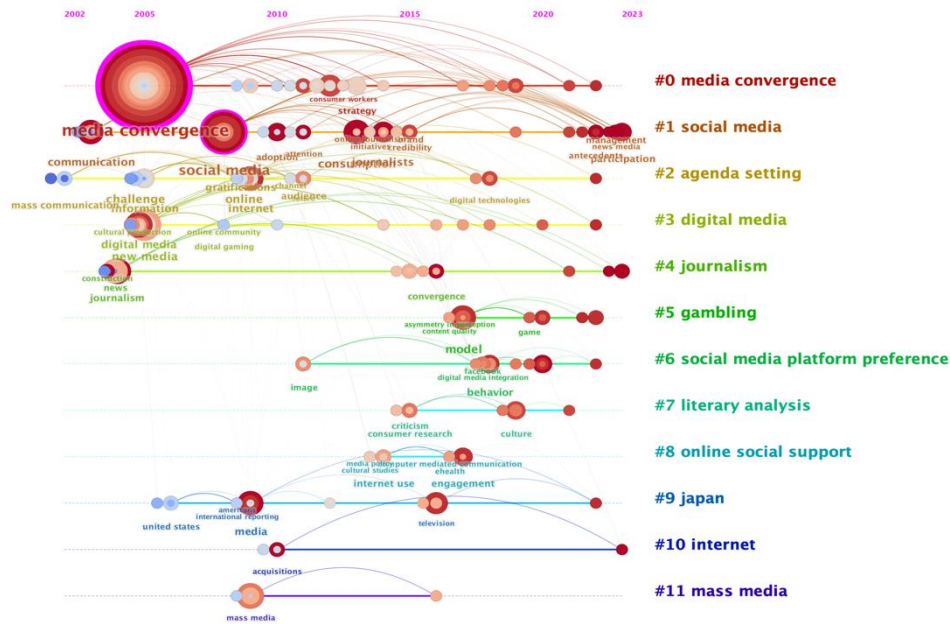 2002 2005 2010 2015 2020 2023
#0 media convergence
consumer workers
strategy
media convergence
#1 social media
brand
initiatives
credibility
management
news media
antecedents
participation
adoption
attention
consumption
journalists
communication
social media
#2 agenda setting
gratifications
channel
challenge
online
audience
digital technologies
mass communication
information
internet
#3 digital media
cultural production
online community
digital media
digital gaming
new media
#4 journalism
construction
news
journalism
convergence
#5 gambling
content quality
game
model
#6 social media platform preference
facebook
digital media integration
image
behavior
#7 literary analysis
criticism
consumer research
culture
#8 online social support
media policy
computer mediated communication
cultural studies
ehealth
internet use
engagement
#9 japan
international reporting
united states
television
media
#10 internet
acquisitions
#11 mass media
mass media